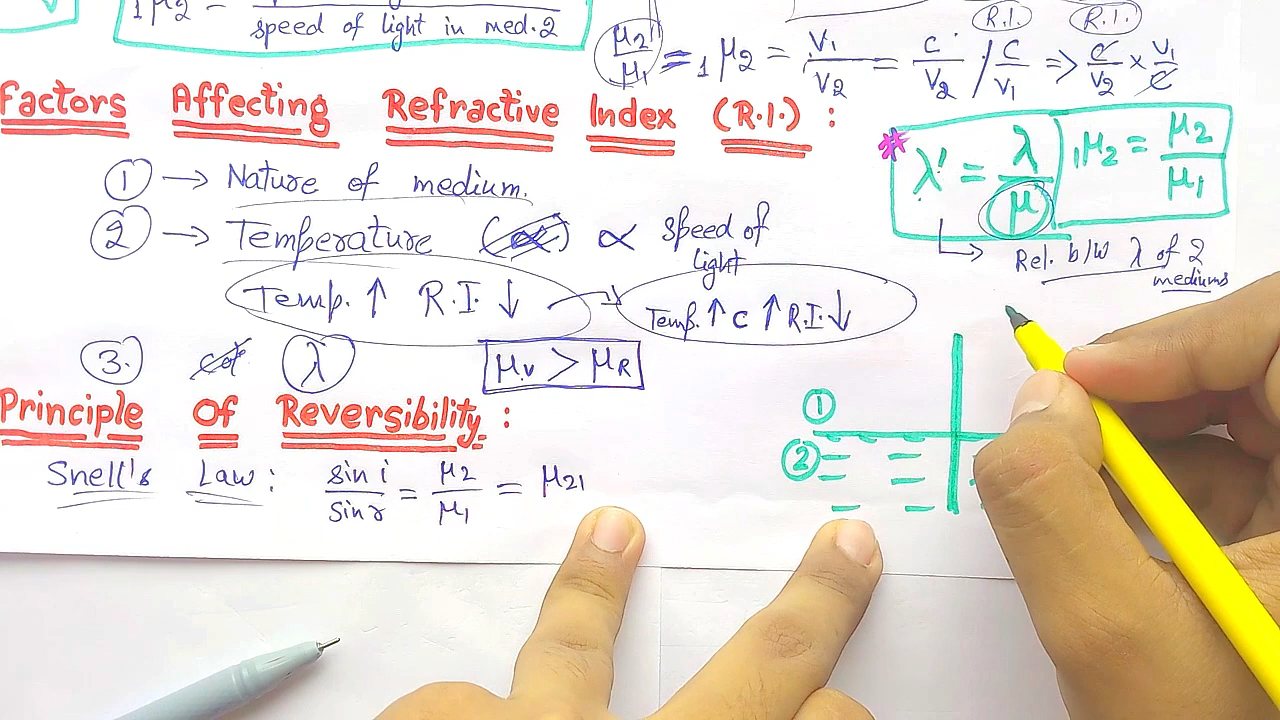 1μ2 =
speed of light in med.2
R.I. R.I.
μ2/μ1 = 1μ2 = V1/V2 = C/V2 / C/V1 => C/V2 × V1/C
Factors Affecting Refractive Index (R.I.) :
* λ' = λ/μ 1μ2 = μ2/μ1
1 → Nature of medium.
2 → Temperature (∝) ∝ speed of light
Rel. b/w λ of 2 mediums
Temp. ↑ R.I. ↓ → Temp. ↑ C ↑ R.I. ↓
3. λ μv > μR
Principle Of Reversibility :
1
2
Snell's Law : sin i/sin r = μ2/μ1 = μ21